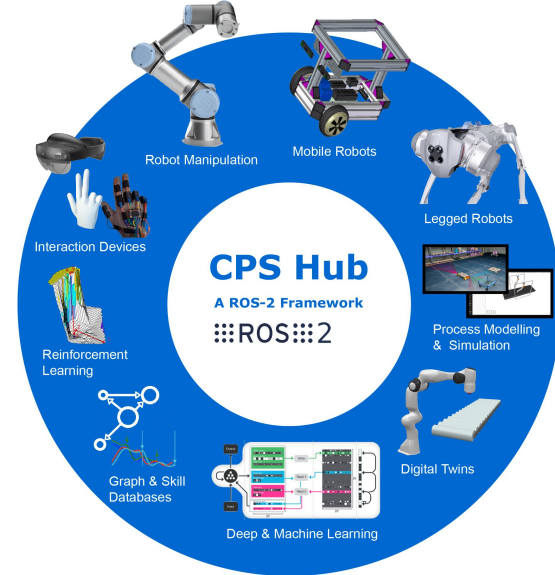 Robot Manipulation
Mobile Robots
Legged Robots
Interaction Devices
CPS Hub
A ROS-2 Framework
ROS 2
Process Modelling
& Simulation
Reinforcement
Learning
Digital Twins
Graph & Skill
Databases
Deep & Machine Learning